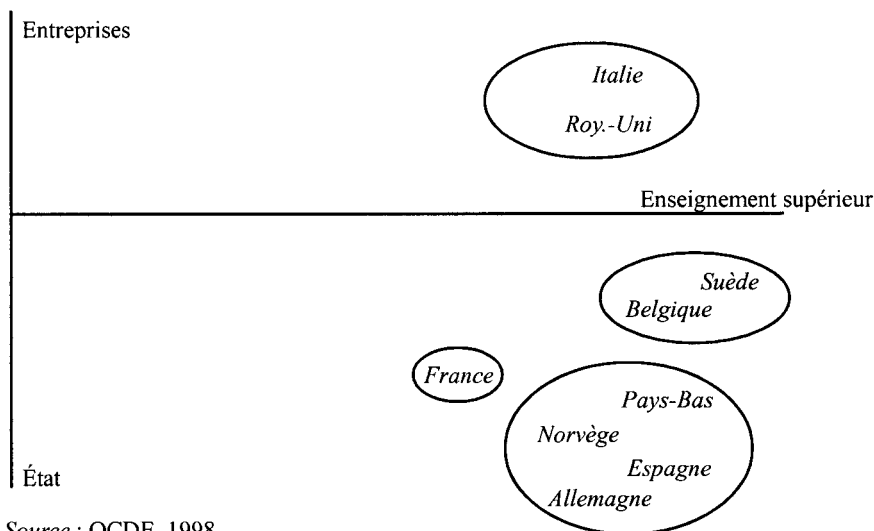 Entreprises
Italie
Roy.-Uni
Enseignement supérieur
Suède
Belgique
France
Pays-Bas
Norvège
Espagne
Allemagne
État
Source : OCDE, 1998